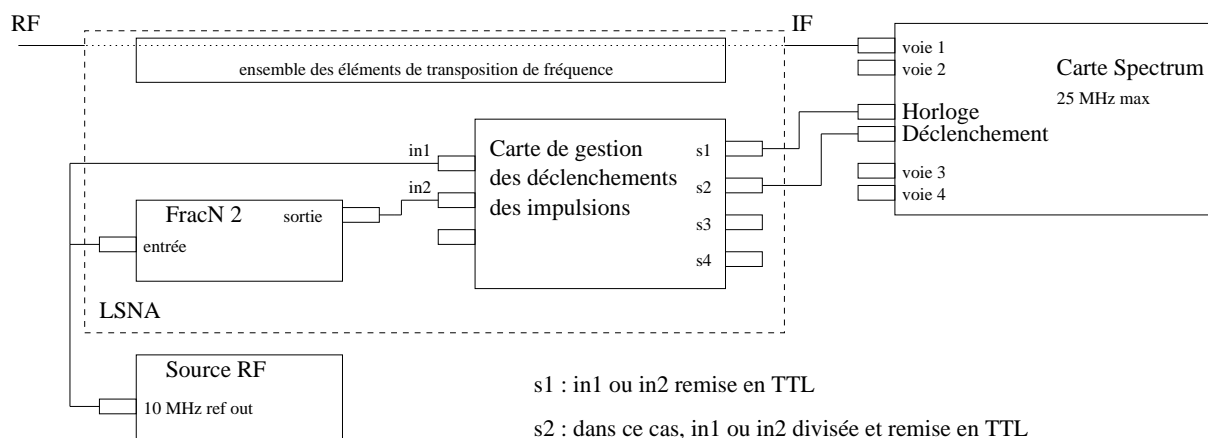 RF
IF
ensemble des éléments de transposition de fréquence
voie 1
voie 2
Carte Spectrum
25 MHz max
Horloge
Déclenchement
voie 3
voie 4
in1
in2
Carte de gestion
des déclenchements
des impulsions
s1
s2
s3
s4
FracN 2
sortie
entrée
LSNA
Source RF
10 MHz ref out
s1 : in1 ou in2 remise en TTL
s2 : dans ce cas, in1 ou in2 divisée et remise en TTL